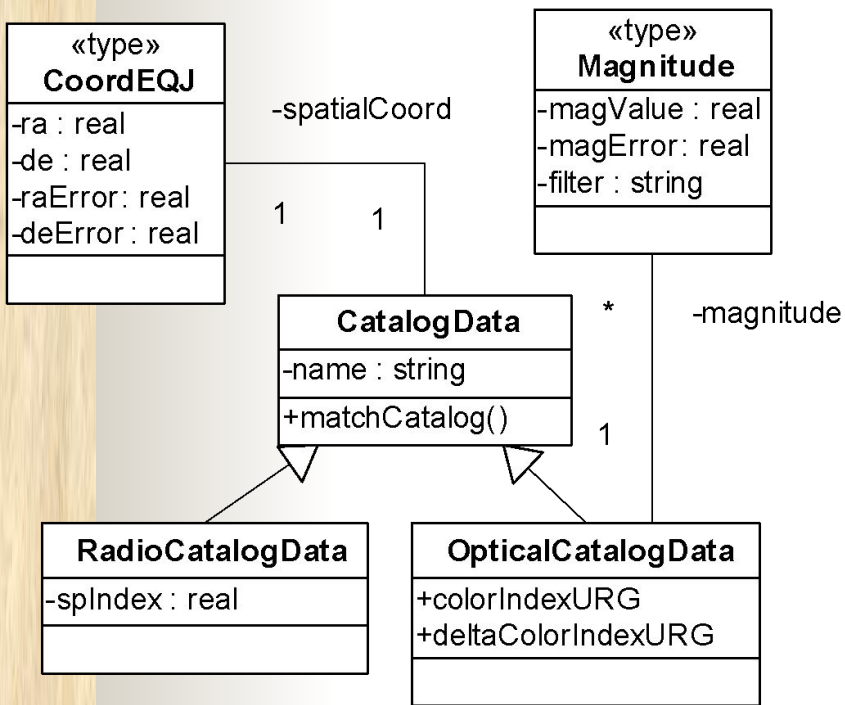 «type»
CoordEQJ
-ra : real
-de : real
-raError: real
-deError : real
-spatialCoord
1
1
«type»
Magnitude
-magValue : real
-magError: real
-filter : string
*
-magnitude
1
CatalogData
-name : string
+matchCatalog()
RadioCatalogData
-spIndex : real
OpticalCatalogData
+colorIndexURG
+deltaColorIndexURG